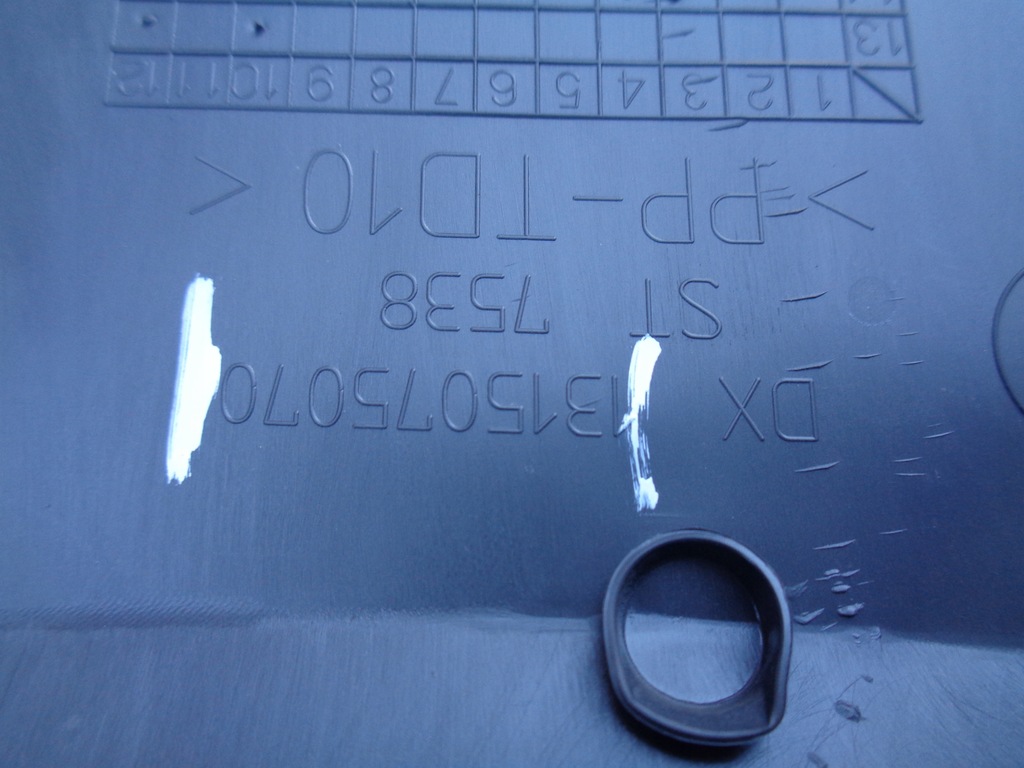 DX 1315075070
ST 7538
>PP-TD10<
1 2 3 4 5 6 7 8 9 10 11 12
13